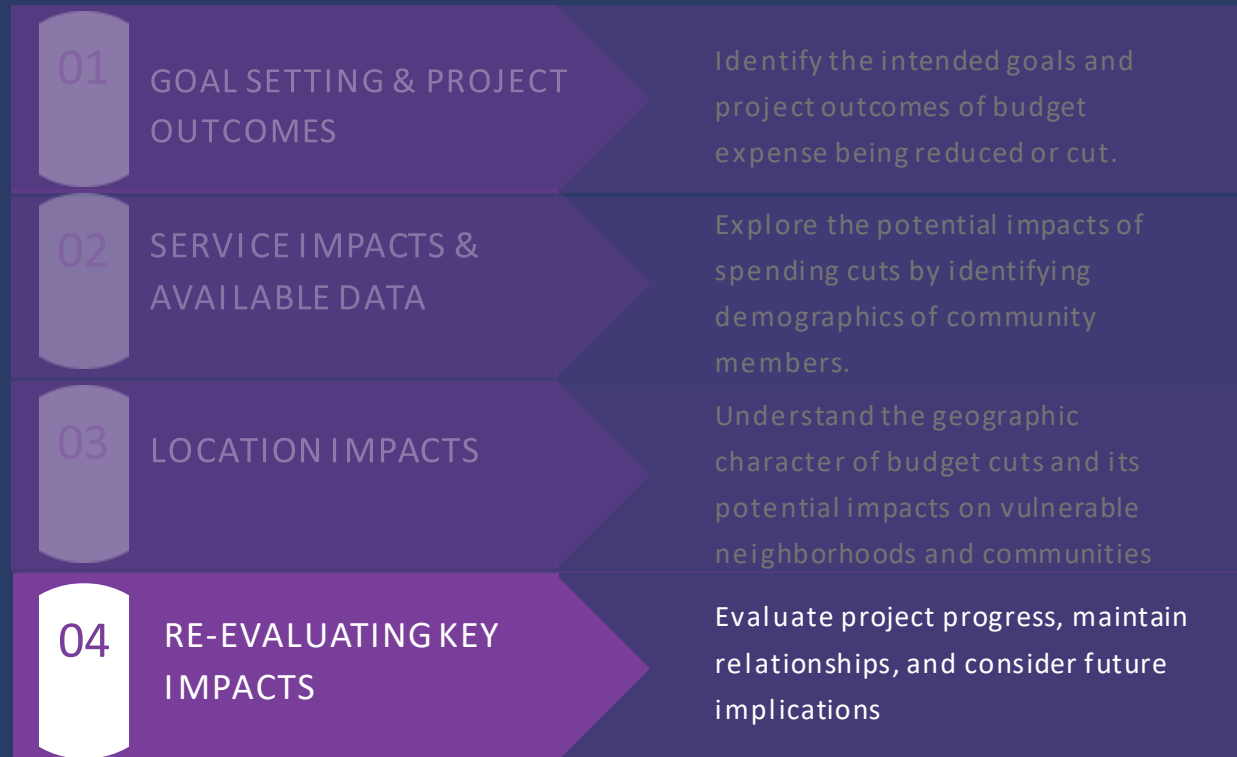 01
GOAL SETTING & PROJECT
OUTCOMES
Identify the intended goals and
project outcomes of budget
expense being reduced or cut.
02
SERVICE IMPACTS &
AVAILABLE DATA
Explore the potential impacts of
spending cuts by identifying
demographics of community
members.
03
LOCATION IMPACTS
Understand the geographic
character of budget cuts and its
potential impacts on vulnerable
neighborhoods and communities
04
RE-EVALUATING KEY
IMPACTS
Evaluate project progress, maintain
relationships, and consider future
implications